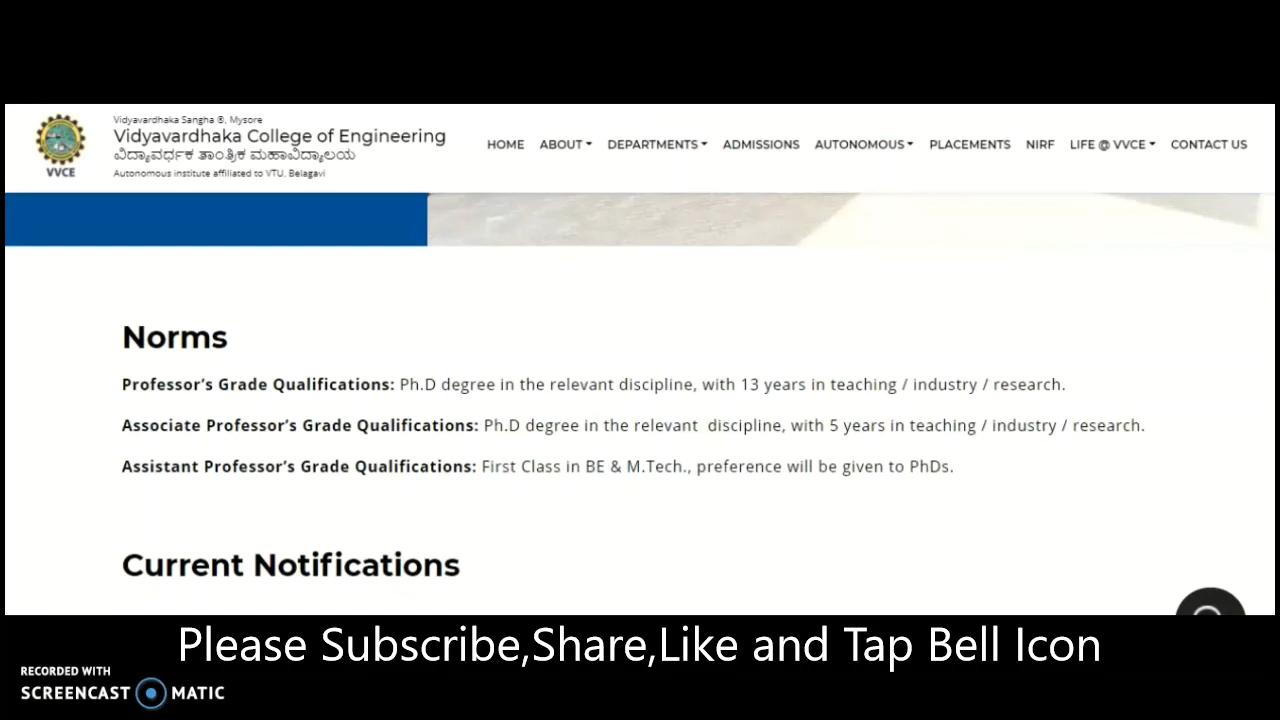 Vidyavardhaka Sangha ®, Mysore
Vidyavardhaka College of Engineering
ವಿದ್ಯಾವರ್ಧಕ ತಾಂತ್ರಿಕ ಮಹಾವಿದ್ಯಾಲಯ
Autonomous institute affiliated to VTU, Belagavi
VVCE
HOME ABOUT DEPARTMENTS ADMISSIONS AUTONOMOUS PLACEMENTS NIRF LIFE @ VVCE CONTACT US
Norms
Professor's Grade Qualifications: Ph.D degree in the relevant discipline, with 13 years in teaching / industry / research.
Associate Professor's Grade Qualifications: Ph.D degree in the relevant discipline, with 5 years in teaching / industry / research.
Assistant Professor's Grade Qualifications: First Class in BE & M.Tech., preference will be given to PhDs.
Current Notifications
Please Subscribe,Share,Like and Tap Bell Icon
RECORDED WITH
SCREENCAST MATIC